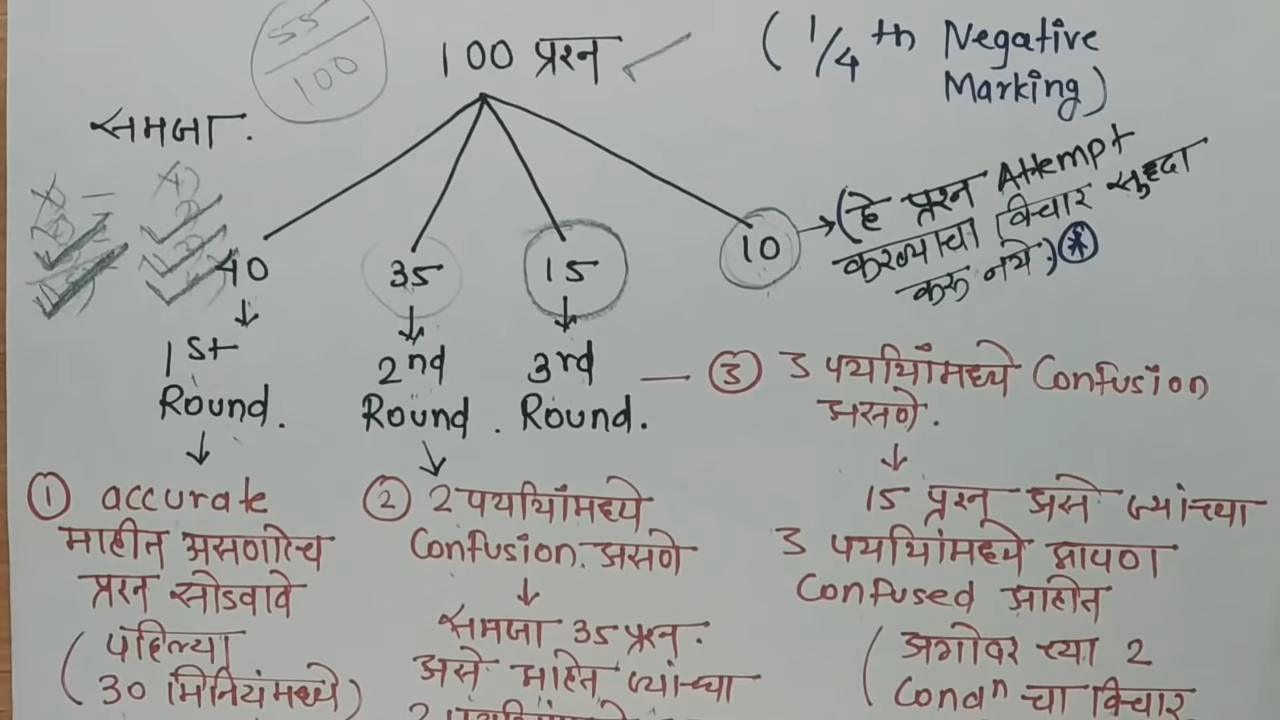 55/100
100 प्रश्न
(1/4th Negative
Marking)
समजा.
40
35
15
10 → (हे प्रश्न Attempt
करण्याचा विचार सुद्दा
करू नये.)*
↓
1st
Round.
↓
2nd
Round.
↓
3rd
Round.
① accurate
माहीत असणारेच
प्रश्न सोडवावे
(पहिल्या
30 मिनिटांमध्ये)
② 2 पर्यायांमध्ये
Confusion. असणे
↓
समजा 35 प्रश्न.
असे माहित ज्यांच्या
2 पर्यायांमध्ये
— ③ 3 पर्यायांमध्ये Confusion
असणे.
↓
15 प्रश्न असे ज्यांच्या
3 पर्यायांमध्ये आपण
Confused आहोत
(अगोदर च्या 2
Condn चा विचार